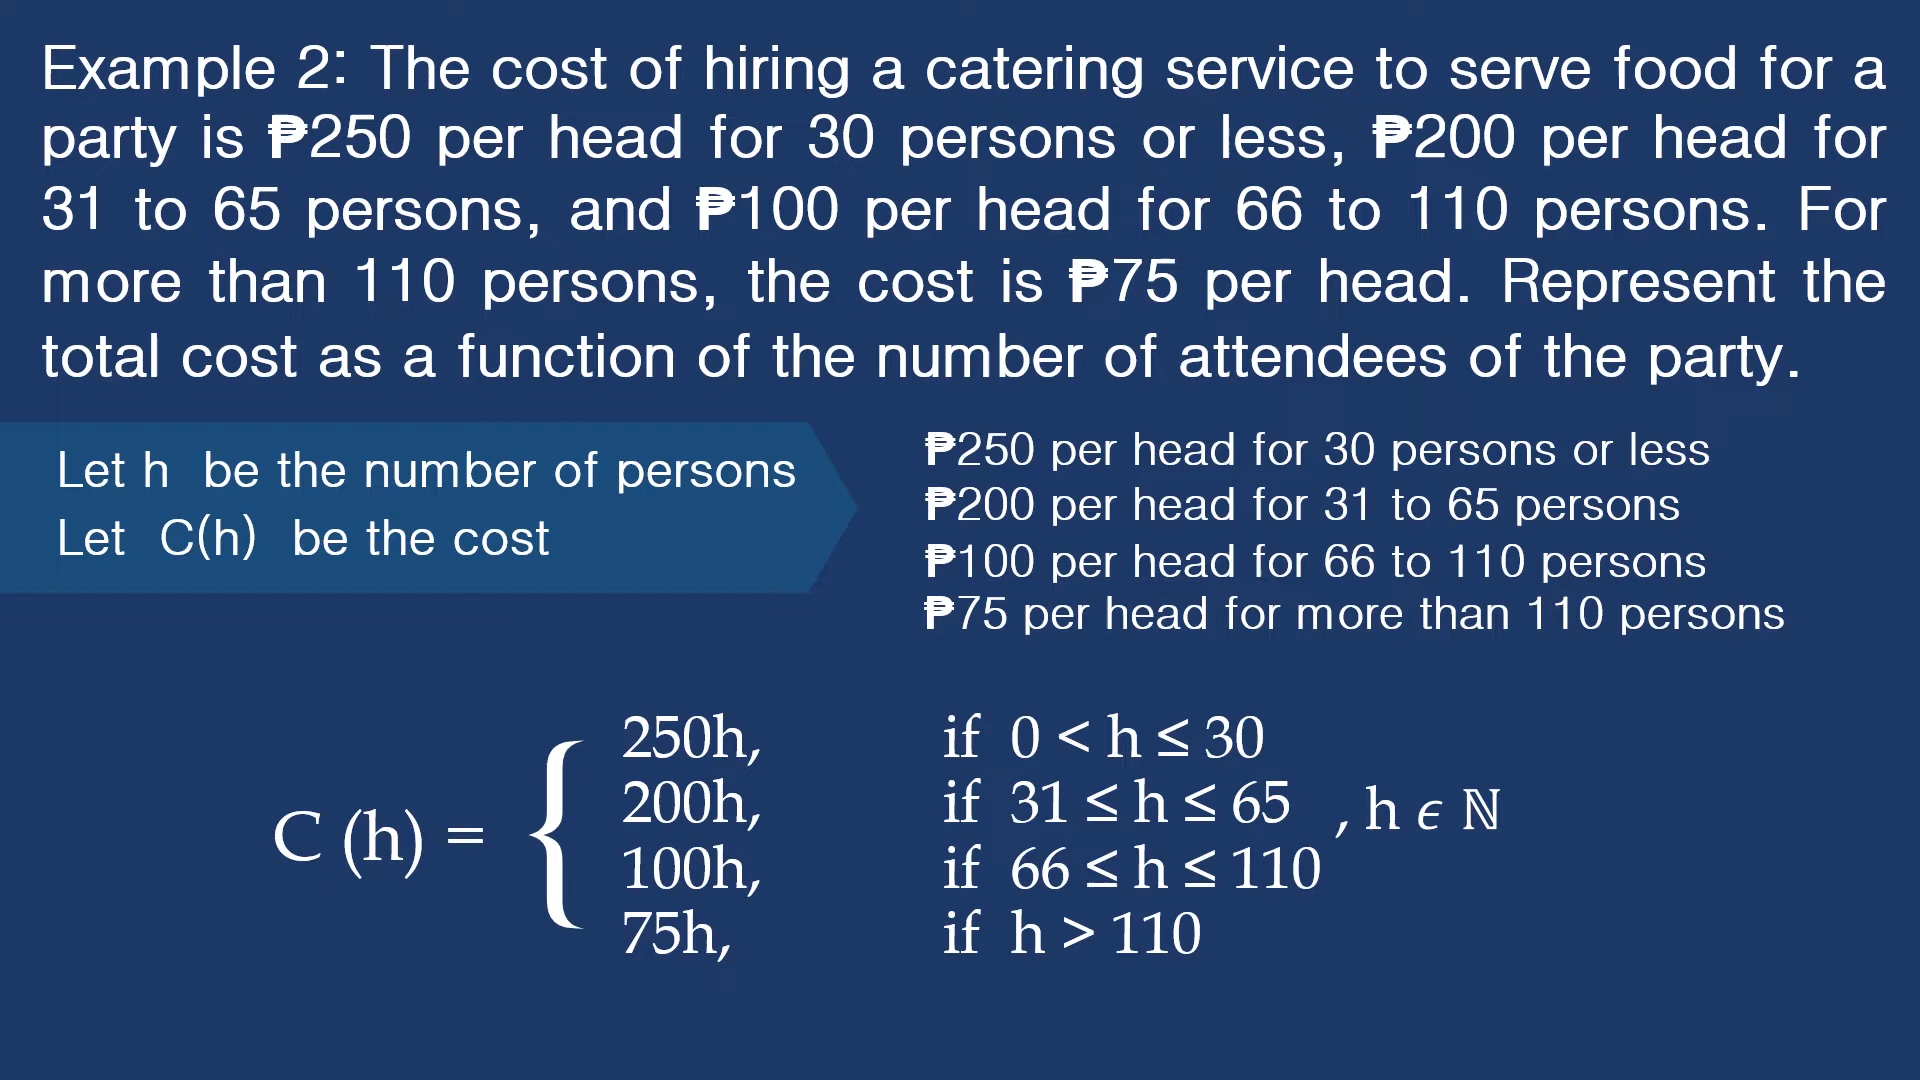 Example 2: The cost of hiring a catering service to serve food for a
party is ₱250 per head for 30 persons or less, ₱200 per head for
31 to 65 persons, and ₱100 per head for 66 to 110 persons. For
more than 110 persons, the cost is ₱75 per head. Represent the
total cost as a function of the number of attendees of the party.
Let h be the number of persons
Let C(h) be the cost
₱250 per head for 30 persons or less
₱200 per head for 31 to 65 persons
₱100 per head for 66 to 110 persons
₱75 per head for more than 110 persons
C (h) = {
250h, if 0 < h ≤ 30
200h, if 31 ≤ h ≤ 65
100h, if 66 ≤ h ≤ 110
75h, if h > 110
, h ϵ ℕ